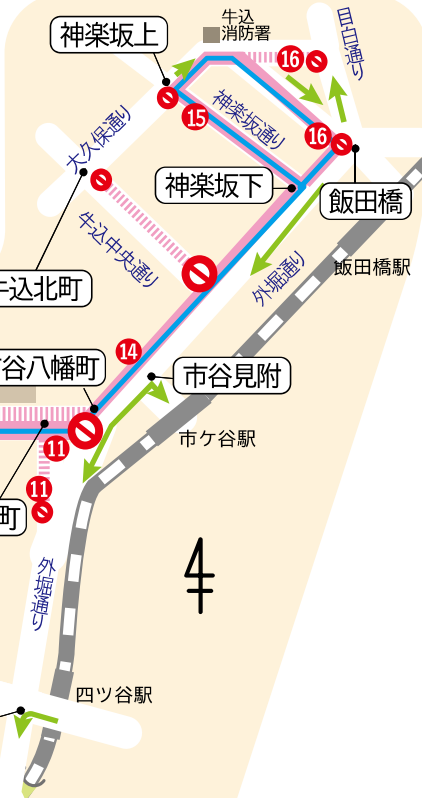 牛込
消防署
目白通り
神楽坂上
16
15
神楽坂通り
16
大久保通り
神楽坂下
飯田橋
牛込中央通り
外堀通り
飯田橋駅
込北町
14
谷八幡町
市谷見附
市ケ谷駅
11
11
町
外堀通り
四ツ谷駅